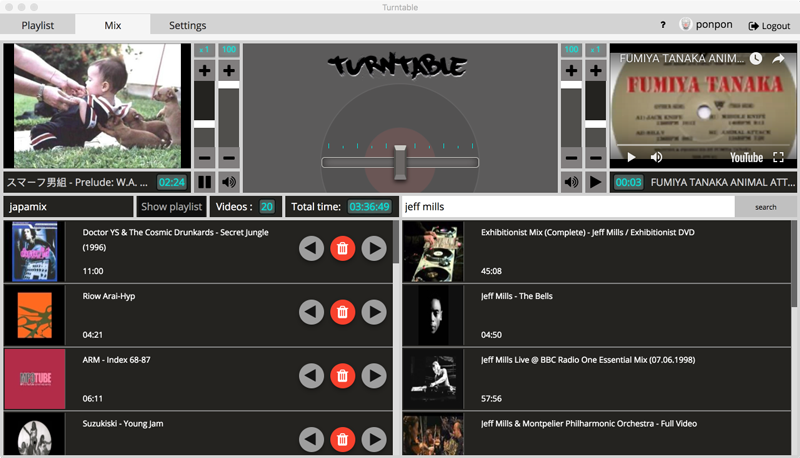 Turntable
Playlist
Mix
Settings
?
ponpon
Logout
x 1
100
TURNTABLE
100
x 1
FUMIYA TANAKA ANIM...
FUMIYA TANAKA
YouTube
スマーフ男組 - Prelude: W.A. ...
02:24
00:03
FUMIYA TANAKA ANIMAL ATT...
japamix
Show playlist
Videos :
20
Total time:
03:36:49
jeff mills
search
Doctor YS & The Cosmic Drunkards - Secret Jungle
(1996)
11:00
Riow Arai-Hyp
04:21
ARM - Index 68-87
06:11
Suzukiski - Young Jam
Exhibitionist Mix (Complete) - Jeff Mills / Exhibitionist DVD
45:08
Jeff Mills - The Bells
04:50
Jeff Mills Live @ BBC Radio One Essential Mix (07.06.1998)
57:56
Jeff Mills & Montpelier Philharmonic Orchestra - Full Video